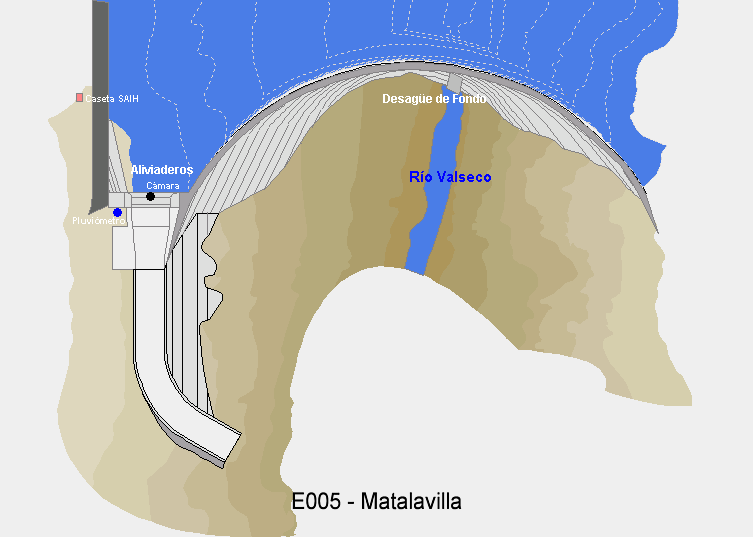 Caseta SAIH
Desagüe de Fondo
Aliviaderos
Río Valseco
Cámara
Pluviómetro
E005 - Matalavilla